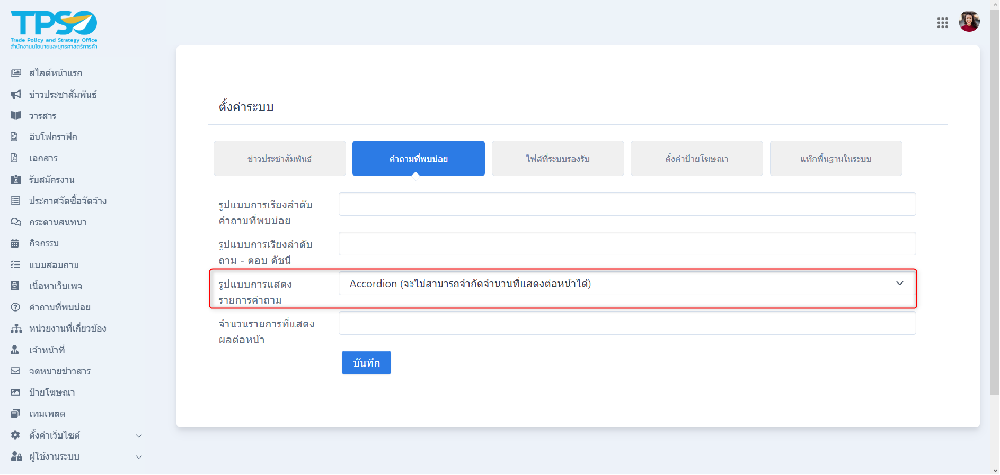 TPSO
Trade Policy and Strategy Office
สำนักงานนโยบายและยุทธศาสตร์การค้า
สไลด์หน้าแรก
ข่าวประชาสัมพันธ์
วารสาร
อินโฟกราฟิก
เอกสาร
รับสมัครงาน
ประกาศจัดซื้อจัดจ้าง
กระดานสนทนา
กิจกรรม
แบบสอบถาม
เนื้อหาเว็บเพจ
คำถามที่พบบ่อย
หน่วยงานที่เกี่ยวข้อง
เจ้าหน้าที่
จดหมายข่าวสาร
ป้ายโฆษณา
เทมเพลต
ตั้งค่าเว็บไซต์
ผู้ใช้งานระบบ
ตั้งค่าระบบ
ข่าวประชาสัมพันธ์
คำถามที่พบบ่อย
ไฟล์ที่ระบบรองรับ
ตั้งค่าป้ายโฆษณา
แท๊กพื้นฐานในระบบ
รูปแบบการเรียงลำดับ
คำถามที่พบบ่อย
รูปแบบการเรียงลำดับ
ถาม - ตอบ ดัชนี
รูปแบบการแสดง
รายการคำถาม
Accordion (จะไม่สามารถจำกัดจำนวนที่แสดงต่อหน้าได้)
จำนวนรายการที่แสดง
ผลต่อหน้า
บันทึก